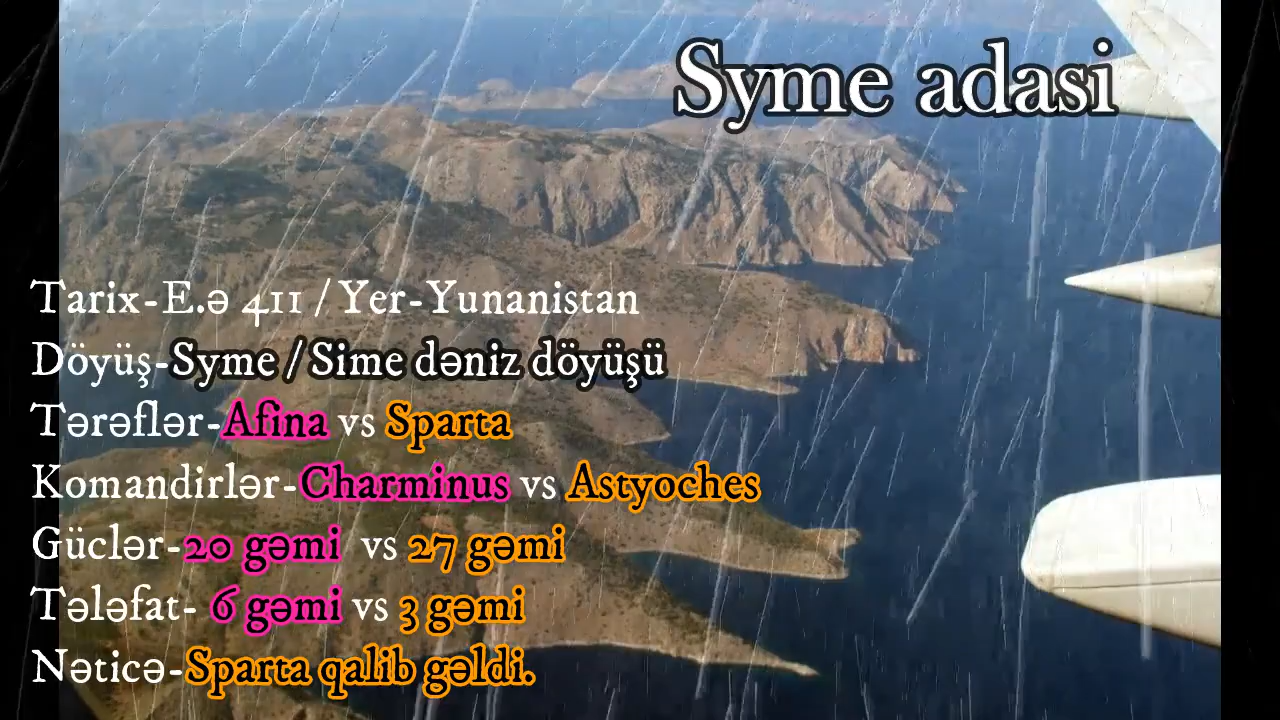 Syme adasi
Tarix-E.ə 411 / Yer-Yunanistan
Döyüş-Syme / Sime dəniz döyüşü
Tərəflər-Afina vs Sparta
Komandirlər-Charminus vs Astyoches
Güclər-20 gəmi vs 27 gəmi
Tələfat- 6 gəmi vs 3 gəmi
Nəticə-Sparta qalib gəldi.